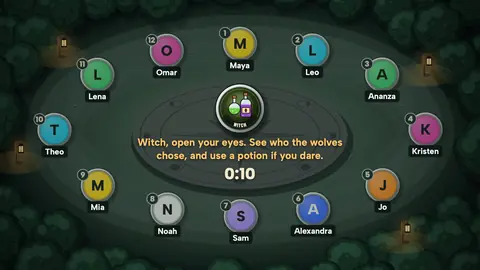 12
O
Omar
1
M
Maya
2
L
Leo
11
L
Lena
3
A
Ananza
WITCH
10
T
Theo
4
K
Kristen
Witch, open your eyes. See who the wolves
chose, and use a potion if you dare.
0:10
9
M
Mia
5
J
Jo
8
N
Noah
7
S
Sam
6
A
Alexandra